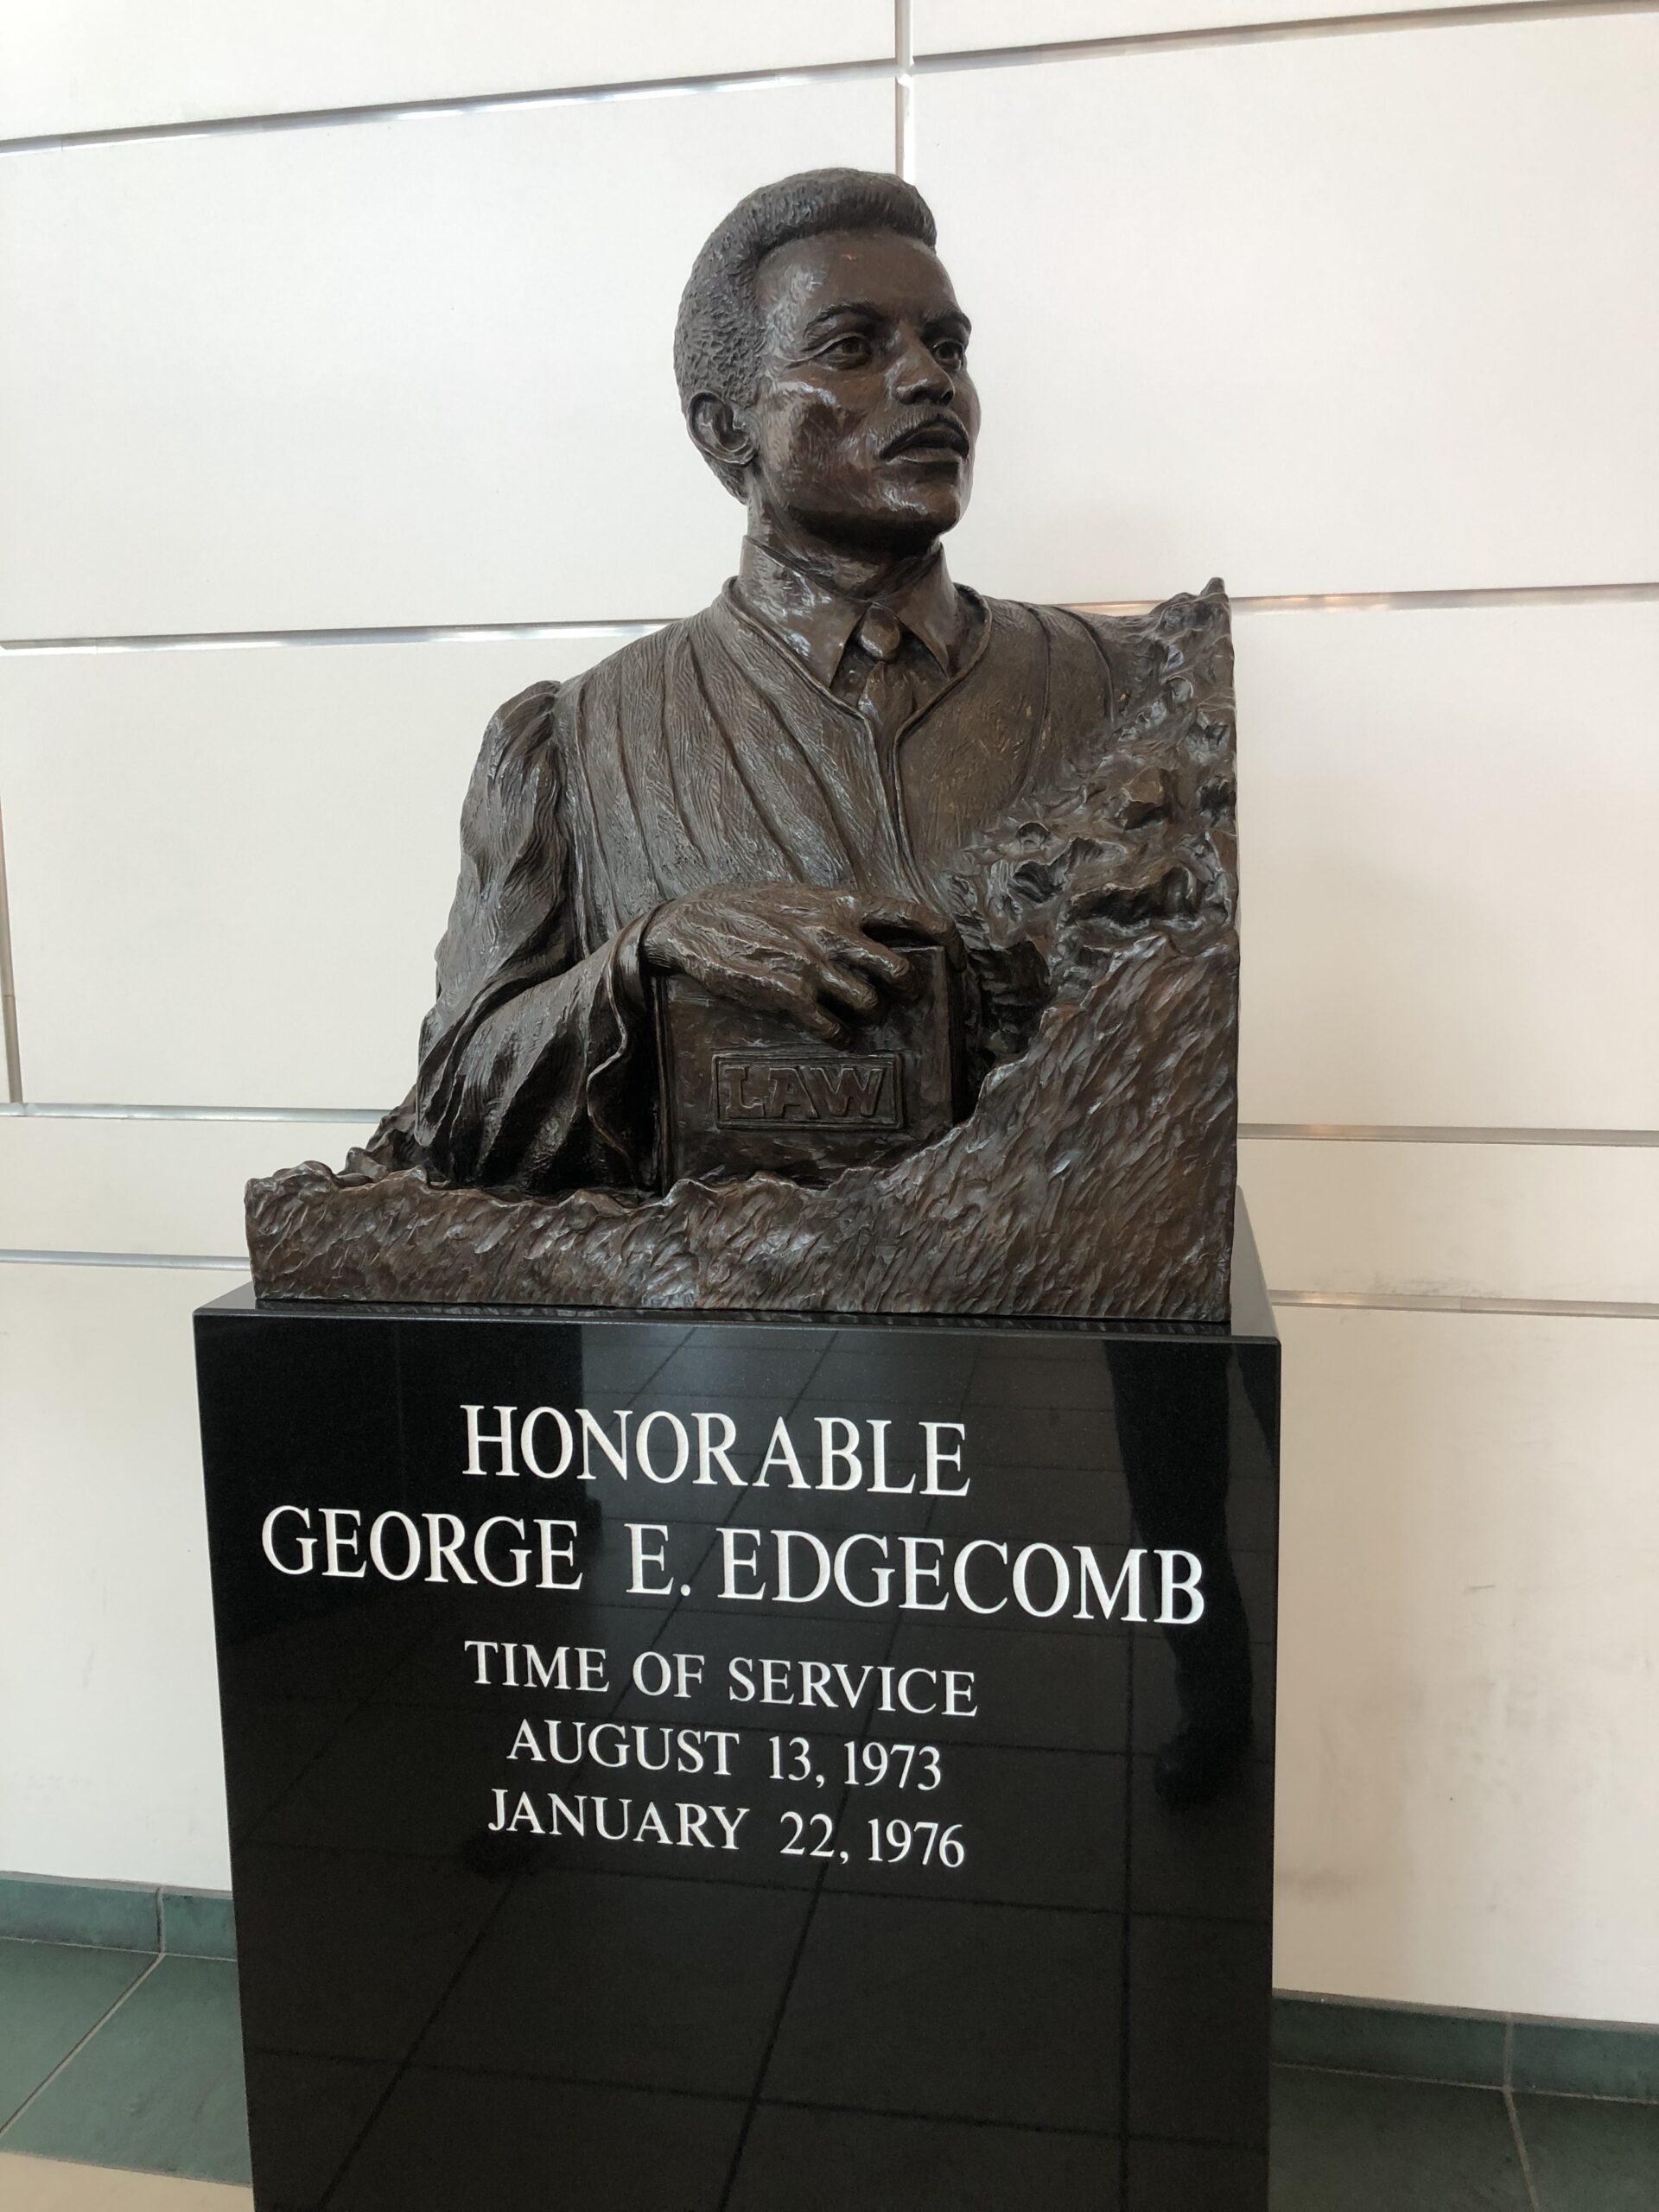 LAW
HONORABLE
GEORGE E. EDGECOMB
TIME OF SERVICE
AUGUST 13, 1973
JANUARY 22, 1976